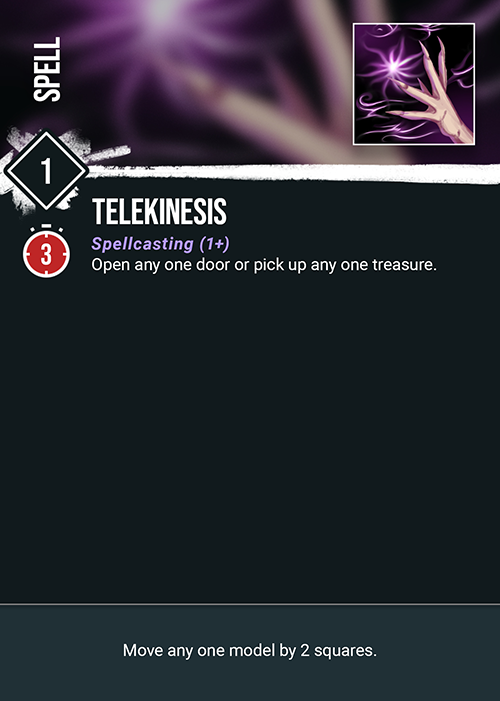 SPELL
1
TELEKINESIS
3
Spellcasting (1+)
Open any one door or pick up any one treasure.
Move any one model by 2 squares.